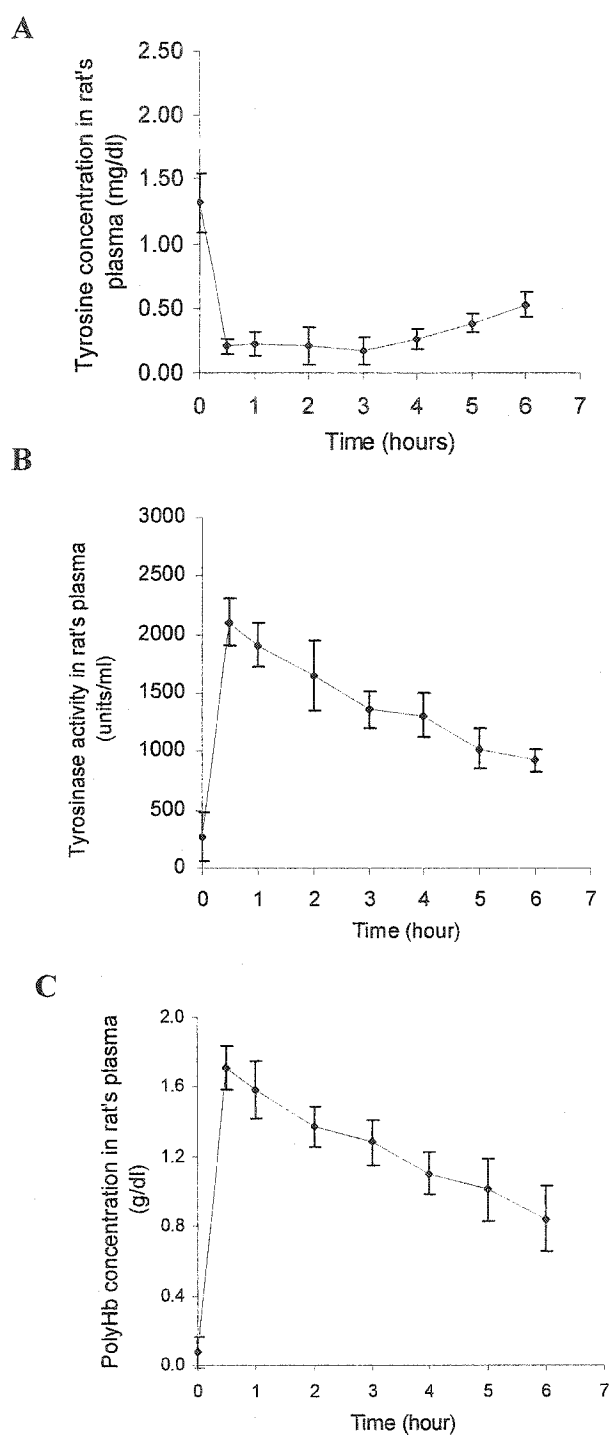 A
Tyrosine concentration in rat's
plasma (mg/dl)
2.50
2.00
1.50
1.00
0.50
0.00
0 1 2 3 4 5 6 7
Time (hours)
B
Tyrosinase activity in rat's plasma
(units/ml)
3000
2500
2000
1500
1000
500
0
0 1 2 3 4 5 6 7
Time (hour)
C
PolyHb concentration in rat's plasma
(g/dl)
2.0
1.6
1.2
0.8
0.4
0.0
0 1 2 3 4 5 6 7
Time (hour)